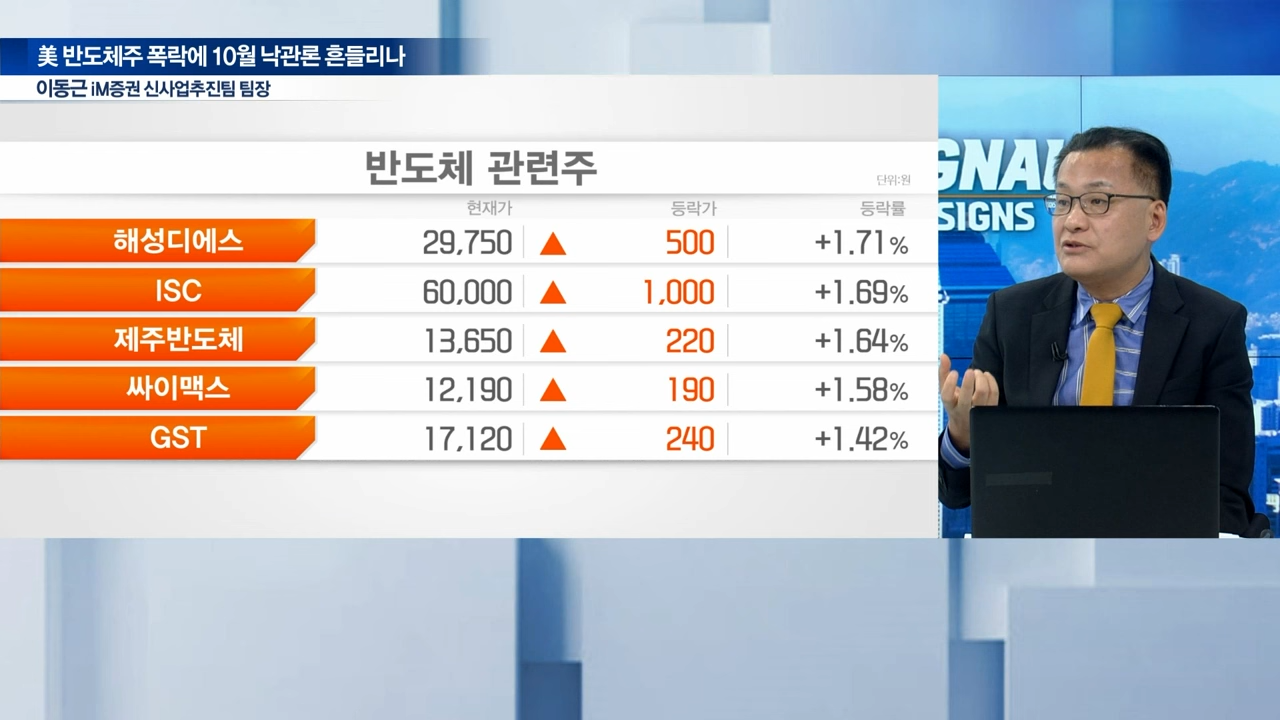 美 반도체주 폭락에 10월 낙관론 흔들리나
이동근 iM증권 신사업추진팀 팀장
반도체 관련주
단위:원
현재가 등락가 등락률
해성디에스 29,750 ▲ 500 +1.71%
ISC 60,000 ▲ 1,000 +1.69%
제주반도체 13,650 ▲ 220 +1.64%
싸이맥스 12,190 ▲ 190 +1.58%
GST 17,120 ▲ 240 +1.42%
GNAL
SIGNS